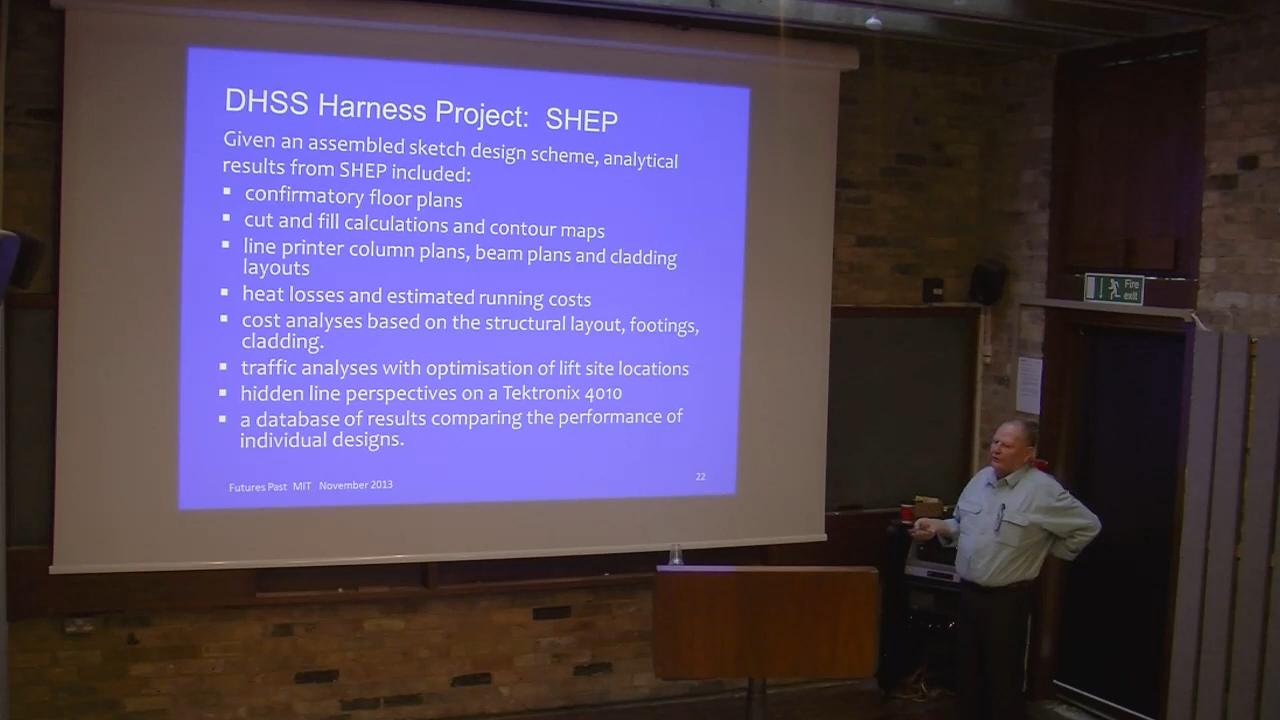 DHSS Harness Project: SHEP
Given an assembled sketch design scheme, analytical
results from SHEP included:
▪ confirmatory floor plans
▪ cut and fill calculations and contour maps
▪ line printer column plans, beam plans and cladding
layouts
▪ heat losses and estimated running costs
▪ cost analyses based on the structural layout, footings,
cladding.
▪ traffic analyses with optimisation of lift site locations
▪ hidden line perspectives on a Tektronix 4010
▪ a database of results comparing the performance of
individual designs.
Futures Past MIT November 2013
22
Fire
exit